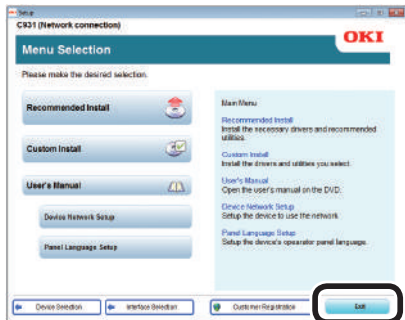 Setup
C931 (Network connection)
OKI
Menu Selection
Please make the desired selection.
Recommended Install
Custom Install
User's Manual
Device Network Setup
Panel Language Setup
Main Menu
Recommended Install
Install the necessary drivers and recommended
utilities.
Custom Install
Install the drivers and utilities you select.
User's Manual
Open the user's manual on the DVD.
Device Network Setup
Setup the device to use the network
Panel Language Setup
Setup the device's opearator panel language.
Device Selection
Interface Selection
Customer Registration
Exit